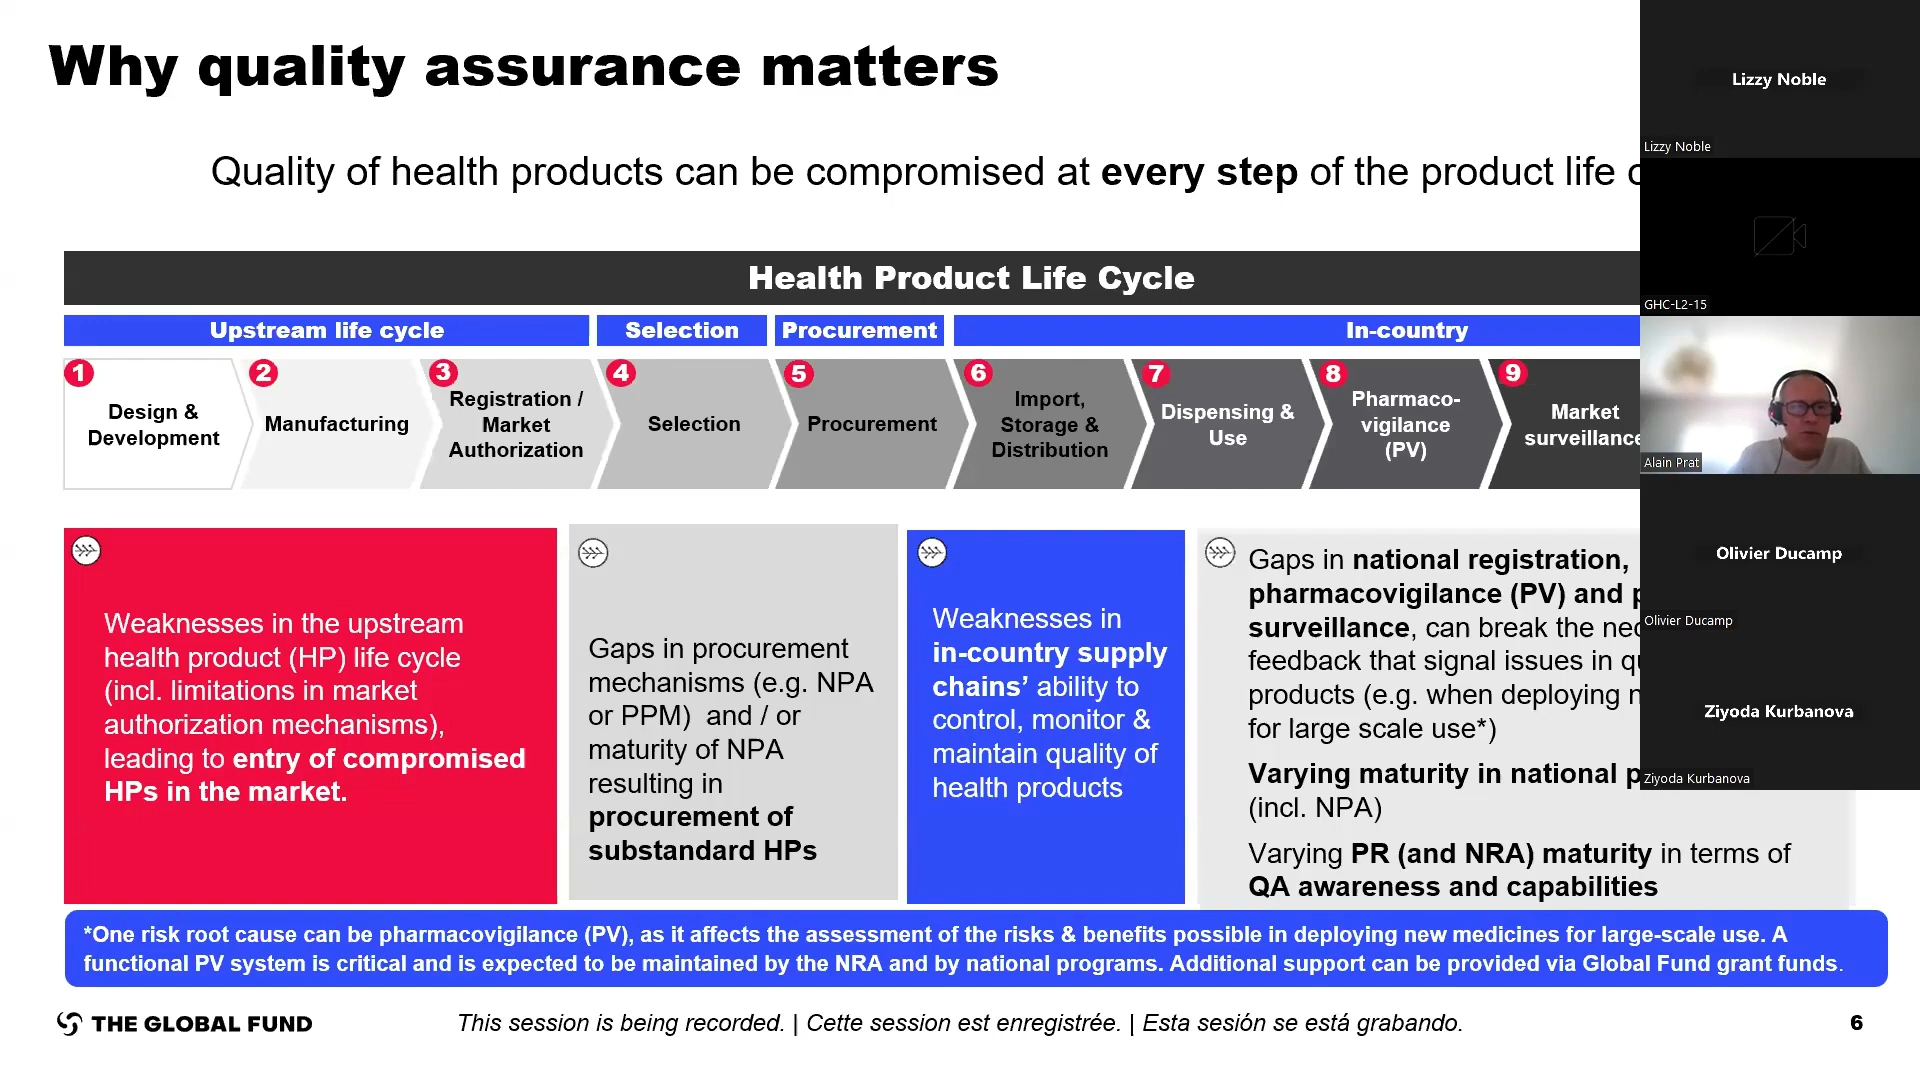 Why quality assurance matters
Quality of health products can be compromised at every step of the product life
Health Product Life Cycle
Upstream life cycle
Selection
Procurement
In-country
1
Design &
Development
2
Manufacturing
3
Registration /
Market
Authorization
4
Selection
5
Procurement
6
Import,
Storage &
Distribution
7
Dispensing &
Use
8
Pharmaco-
vigilance
(PV)
9
Market
surveillance
Weaknesses in the upstream
health product (HP) life cycle
(incl. limitations in market
authorization mechanisms),
leading to entry of compromised
HPs in the market.
Gaps in procurement
mechanisms (e.g. NPA
or PPM) and / or
maturity of NPA
resulting in
procurement of
substandard HPs
Weaknesses in
in-country supply
chains’ ability to
control, monitor &
maintain quality of
health products
Gaps in national registration,
pharmacovigilance (PV) and
surveillance, can break the
feedback that signal issues in
products (e.g. when deploying
for large scale use*)
Varying maturity in national
(incl. NPA)
Varying PR (and NRA) maturity in terms of
QA awareness and capabilities
*One risk root cause can be pharmacovigilance (PV), as it affects the assessment of the risks & benefits possible in deploying new medicines for large-scale use. A
functional PV system is critical and is expected to be maintained by the NRA and by national programs. Additional support can be provided via Global Fund grant funds.
THE GLOBAL FUND
This session is being recorded. | Cette session est enregistrée. | Esta sesión se está grabando.
6
Lizzy Noble
Lizzy Noble
GHC-L2-15
Alain Prat
Olivier Ducamp
Olivier Ducamp
Ziyoda Kurbanova
Ziyoda Kurbanova